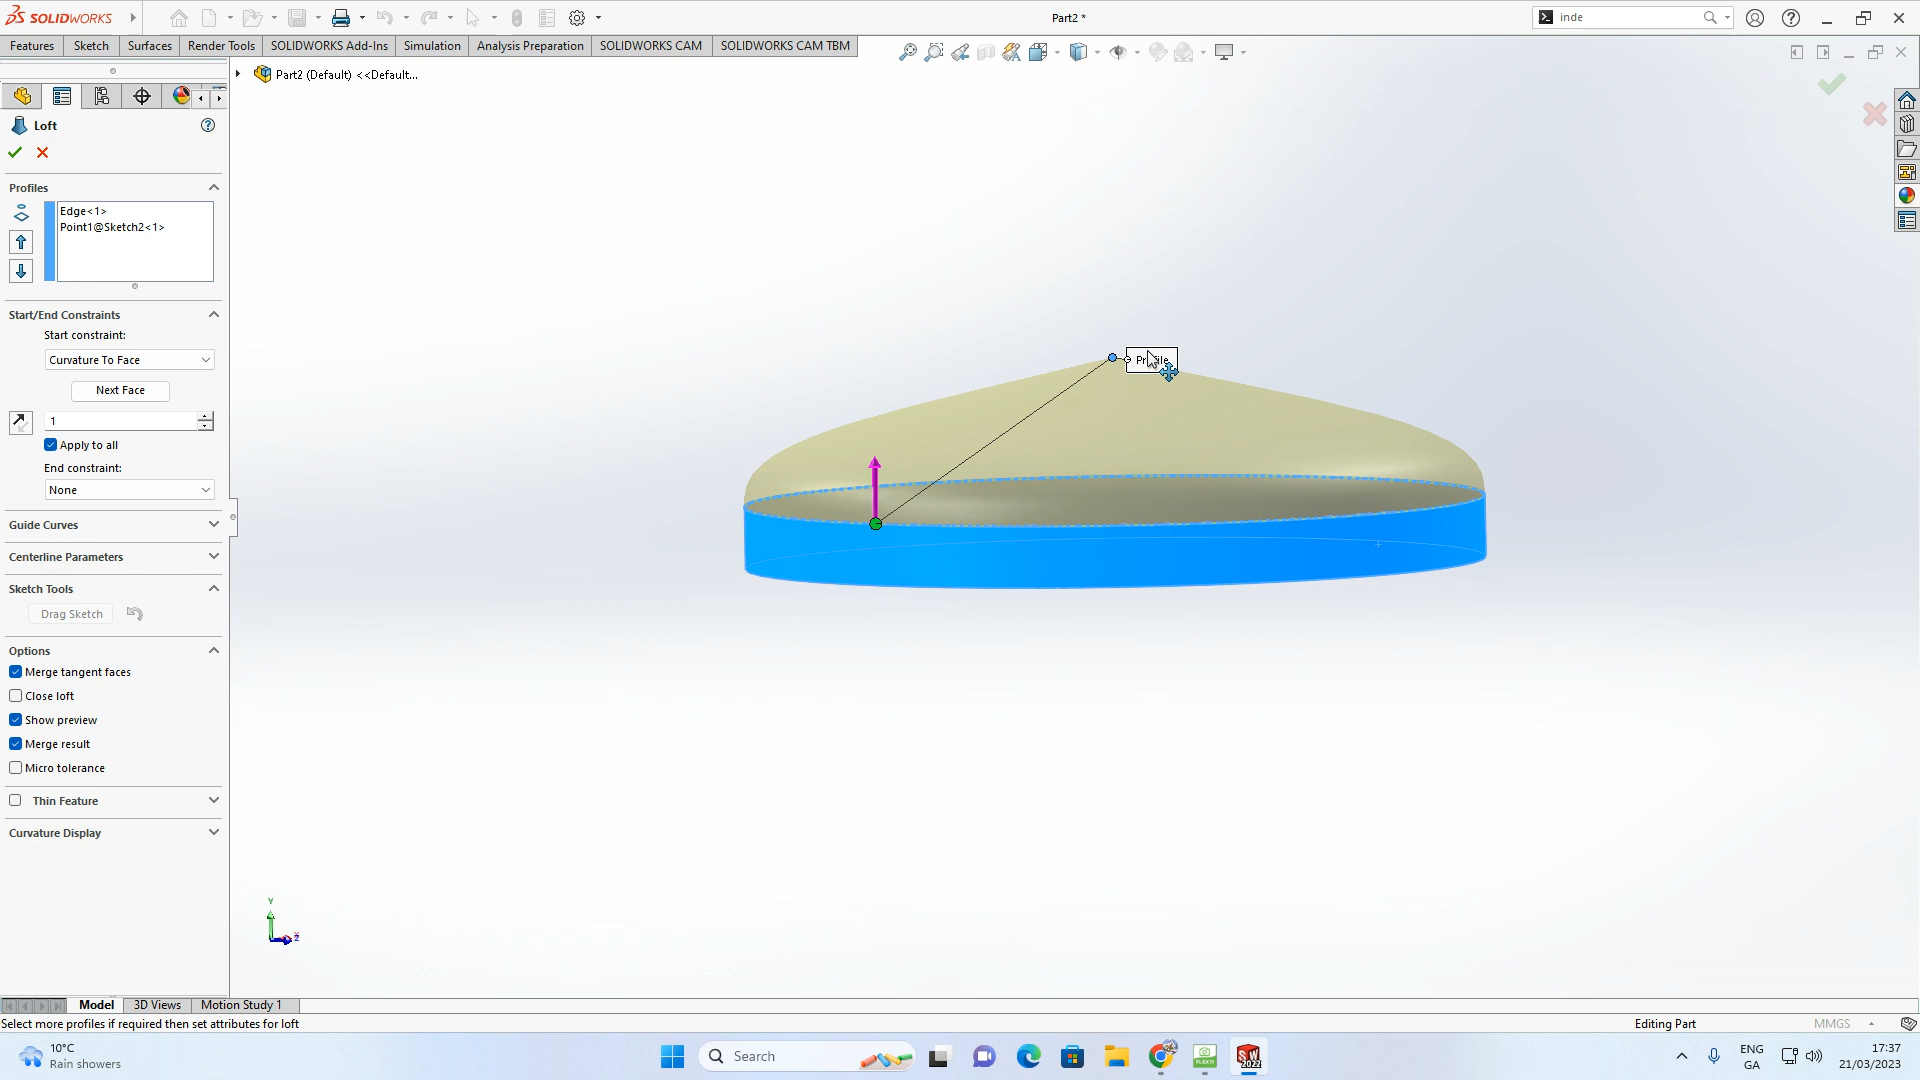 SOLIDWORKS
Part2 *
inde
Features
Sketch
Surfaces
Render Tools
SOLIDWORKS Add-Ins
Simulation
Analysis Preparation
SOLIDWORKS CAM
SOLIDWORKS CAM TBM
Part2 (Default) <<Default...
Loft
Profiles
Edge<1>
Point1@Sketch2<1>
Start/End Constraints
Start constraint:
Curvature To Face
Next Face
1
Apply to all
End constraint:
None
Guide Curves
Centerline Parameters
Sketch Tools
Drag Sketch
Options
Merge tangent faces
Close loft
Show preview
Merge result
Micro tolerance
Thin Feature
Curvature Display
Profile
Y
Model
3D Views
Motion Study 1
Select more profiles if required then set attributes for loft
Editing Part
MMGS
10°C
Rain showers
Search
SW
2022
ENG
GA
17:37
21/03/2023